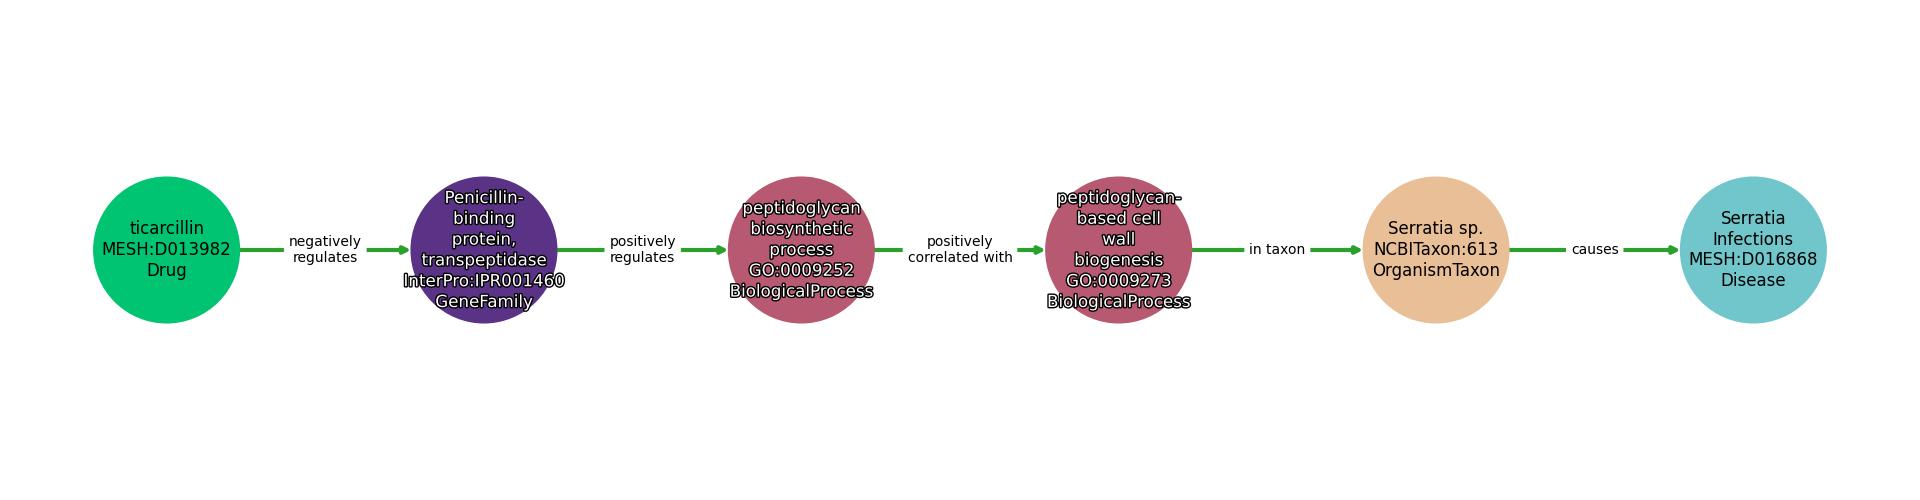 ticarcillin
MESH:D013982
Drug
negatively
regulates
Penicillin-
binding
protein,
transpeptidase
InterPro:IPR001460
GeneFamily
positively
regulates
peptidoglycan
biosynthetic
process
GO:0009252
BiologicalProcess
positively
correlated with
peptidoglycan-
based cell
wall
biogenesis
GO:0009273
BiologicalProcess
in taxon
Serratia sp.
NCBITaxon:613
OrganismTaxon
causes
Serratia
Infections
MESH:D016868
Disease